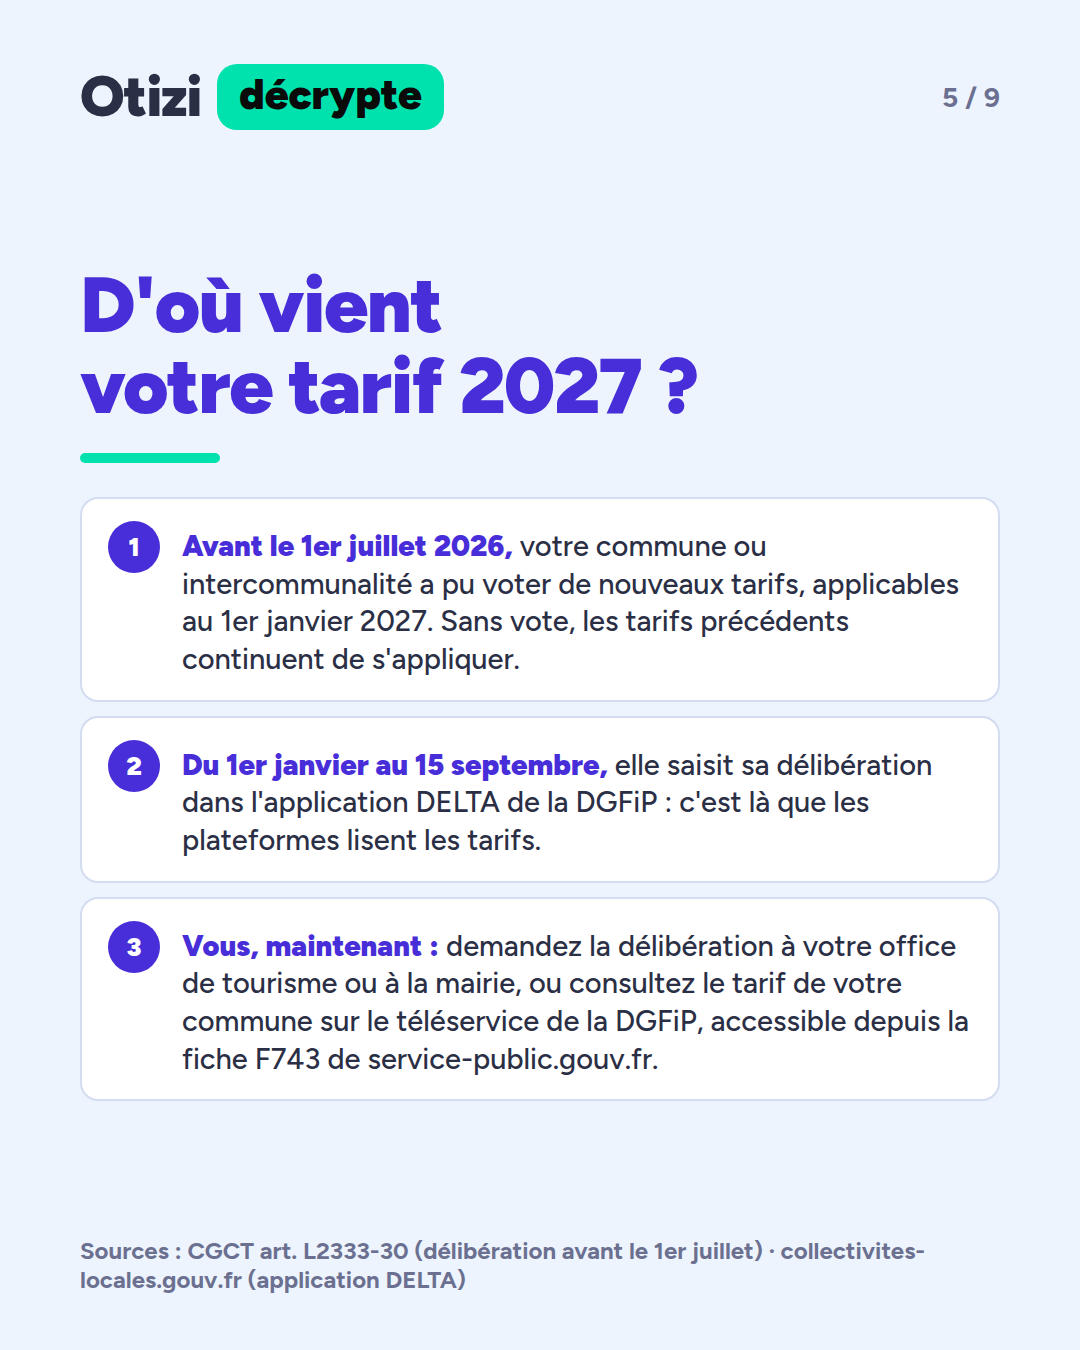 Otizi décrypte
5 / 9
D'où vient
votre tarif 2027 ?
1
Avant le 1er juillet 2026, votre commune ou
intercommunalité a pu voter de nouveaux tarifs, applicables
au 1er janvier 2027. Sans vote, les tarifs précédents
continuent de s'appliquer.
2
Du 1er janvier au 15 septembre, elle saisit sa délibération
dans l'application DELTA de la DGFiP : c'est là que les
plateformes lisent les tarifs.
3
Vous, maintenant : demandez la délibération à votre office
de tourisme ou à la mairie, ou consultez le tarif de votre
commune sur le téléservice de la DGFiP, accessible depuis la
fiche F743 de service-public.gouv.fr.
Sources : CGCT art. L2333-30 (délibération avant le 1er juillet) · collectivites-
locales.gouv.fr (application DELTA)